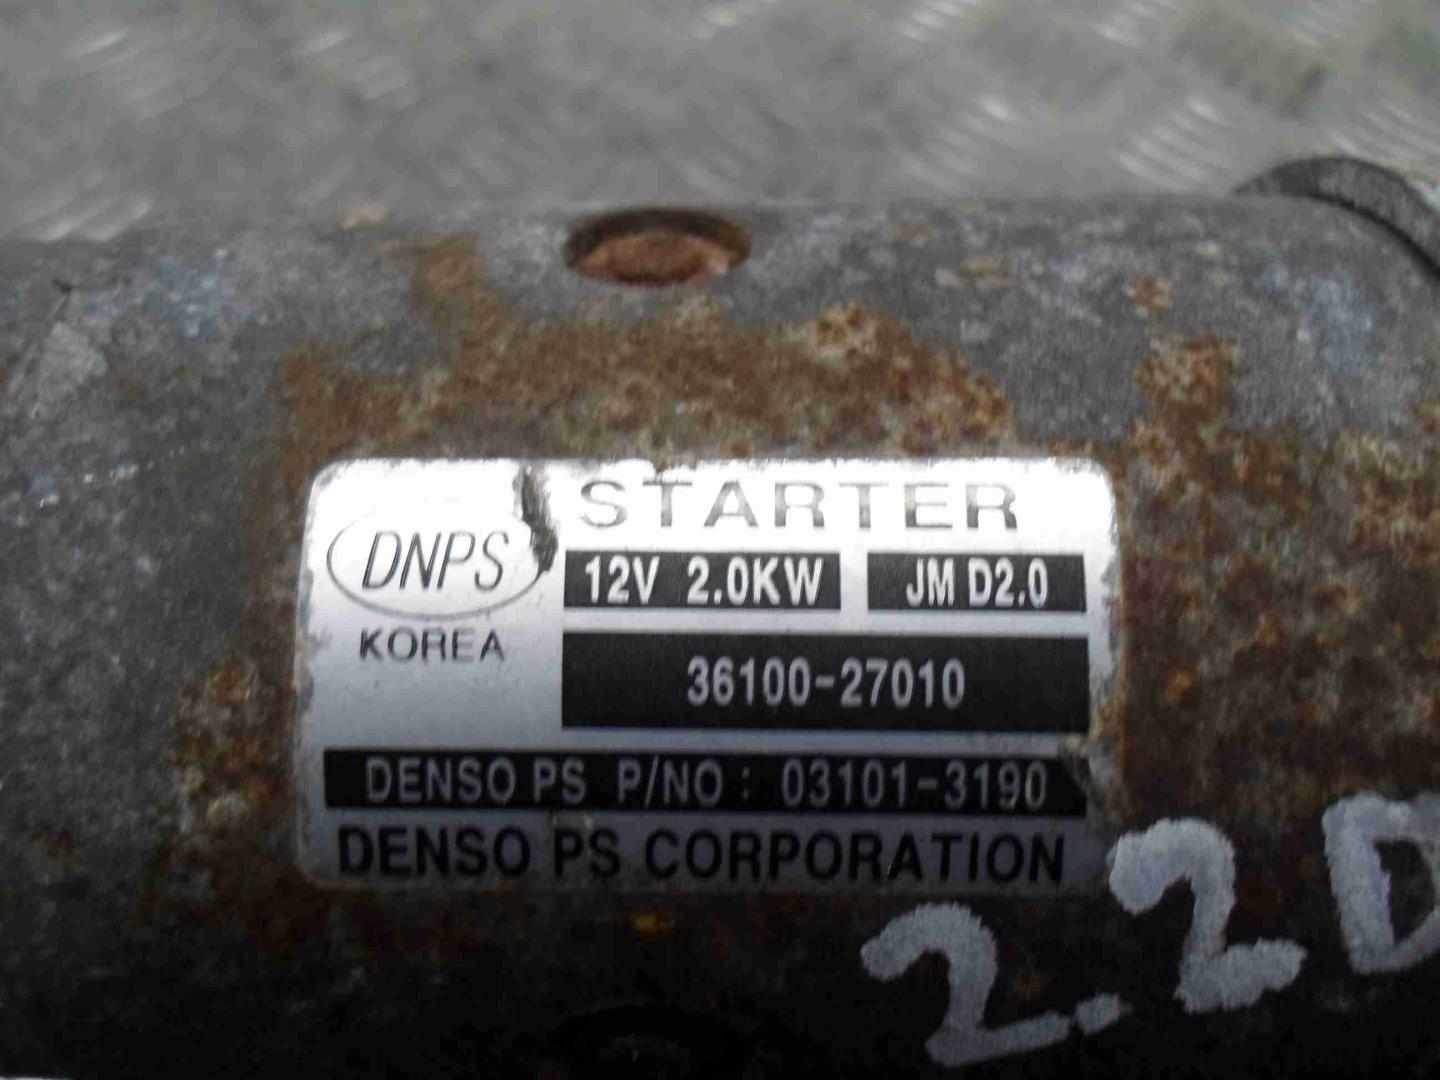 STARTER
DNPS
12V 2.0KW JM D2.0
KOREA
36100-27010
DENSO PS P/NO : 03101-3190
DENSO PS CORPORATION
2.2D